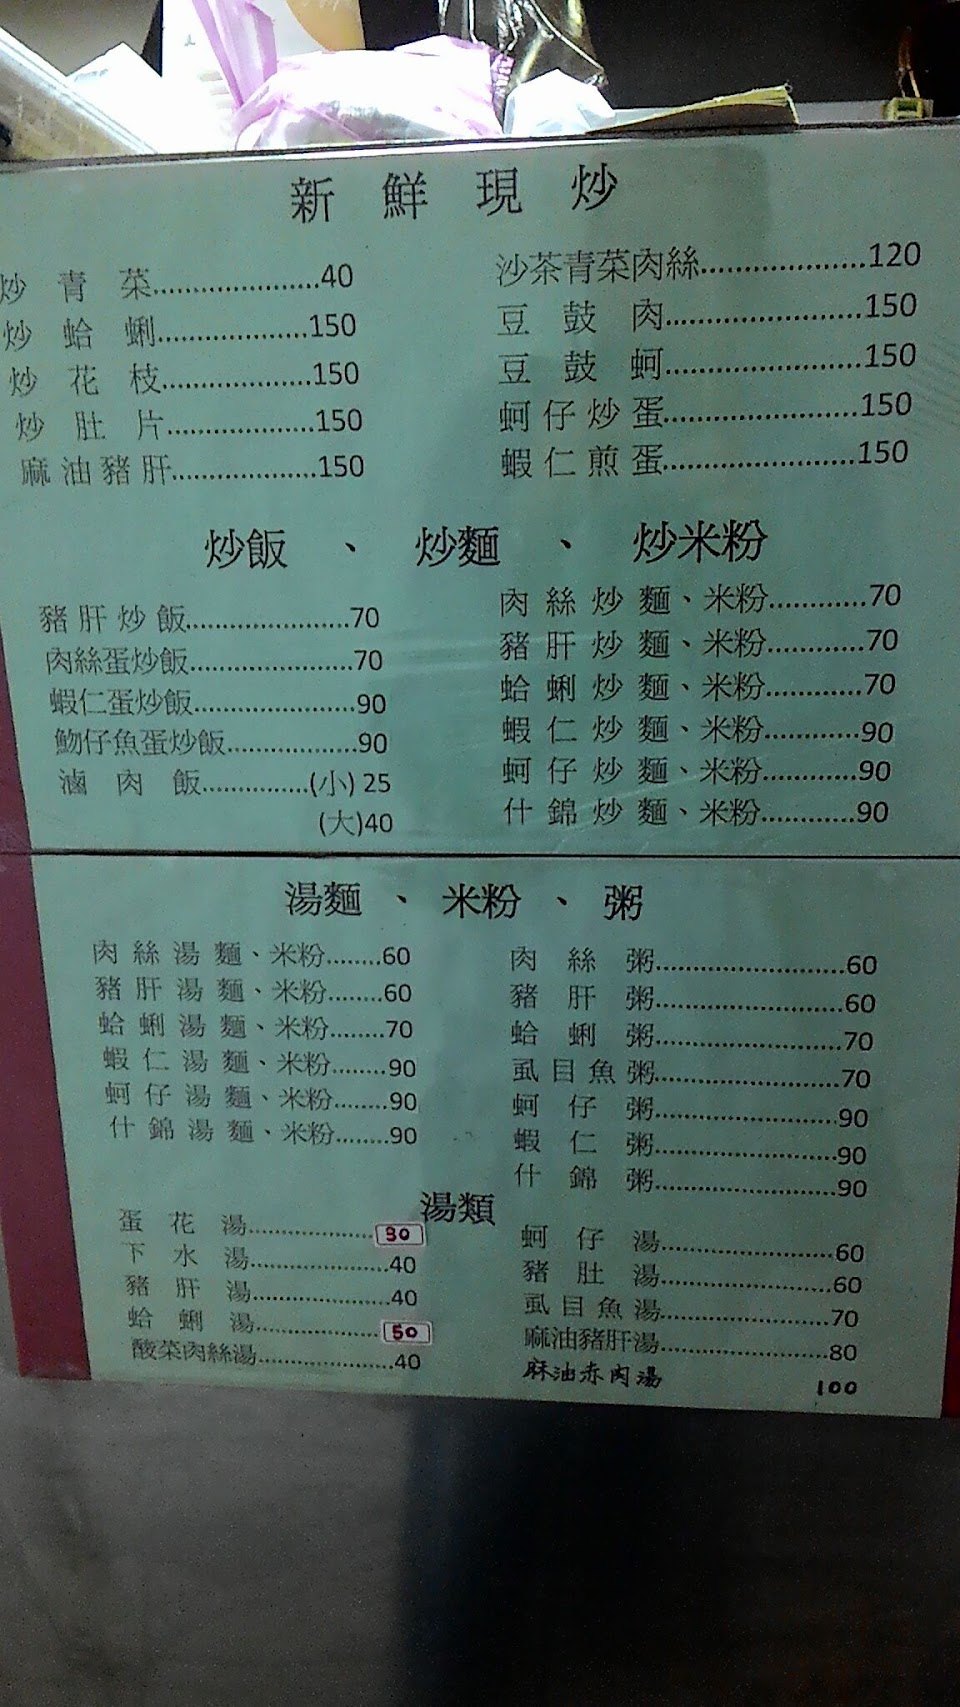 新鮮現炒
炒青菜....................40
炒蛤蜊..................150
炒花枝..................150
炒肚片..................150
麻油豬肝.................150
沙茶青菜肉絲....................120
豆鼓肉........................150
豆鼓蚵........................150
蚵仔炒蛋........................150
蝦仁煎蛋.......................150
炒飯、炒麵、炒米粉
豬肝炒飯.......................70
肉絲蛋炒飯.......................70
蝦仁蛋炒飯.......................90
魩仔魚蛋炒飯..................90
滷肉飯...............(小) 25
(大)40
肉絲炒麵、米粉............70
豬肝炒麵、米粉............70
蛤蜊炒麵、米粉............70
蝦仁炒麵、米粉............90
蚵仔炒麵、米粉............90
什錦炒麵、米粉............90
湯麵、米粉、粥
肉絲湯麵、米粉........60
豬肝湯麵、米粉........60
蛤蜊湯麵、米粉........70
蝦仁湯麵、米粉........90
蚵仔湯麵、米粉........90
什錦湯麵、米粉........90
肉絲粥...........................60
豬肝粥...........................60
蛤蜊粥...........................70
虱目魚粥..........................70
蚵仔粥..........................90
蝦仁粥..........................90
什錦粥..........................90
湯類
蛋花湯..................30
下水湯....................40
豬肝湯....................40
蛤蜊湯..................50
酸菜肉絲湯....................40
蚵仔湯.........................60
豬肚湯.........................60
虱目魚湯.........................70
麻油豬肝湯........................80
麻油赤肉湯 100